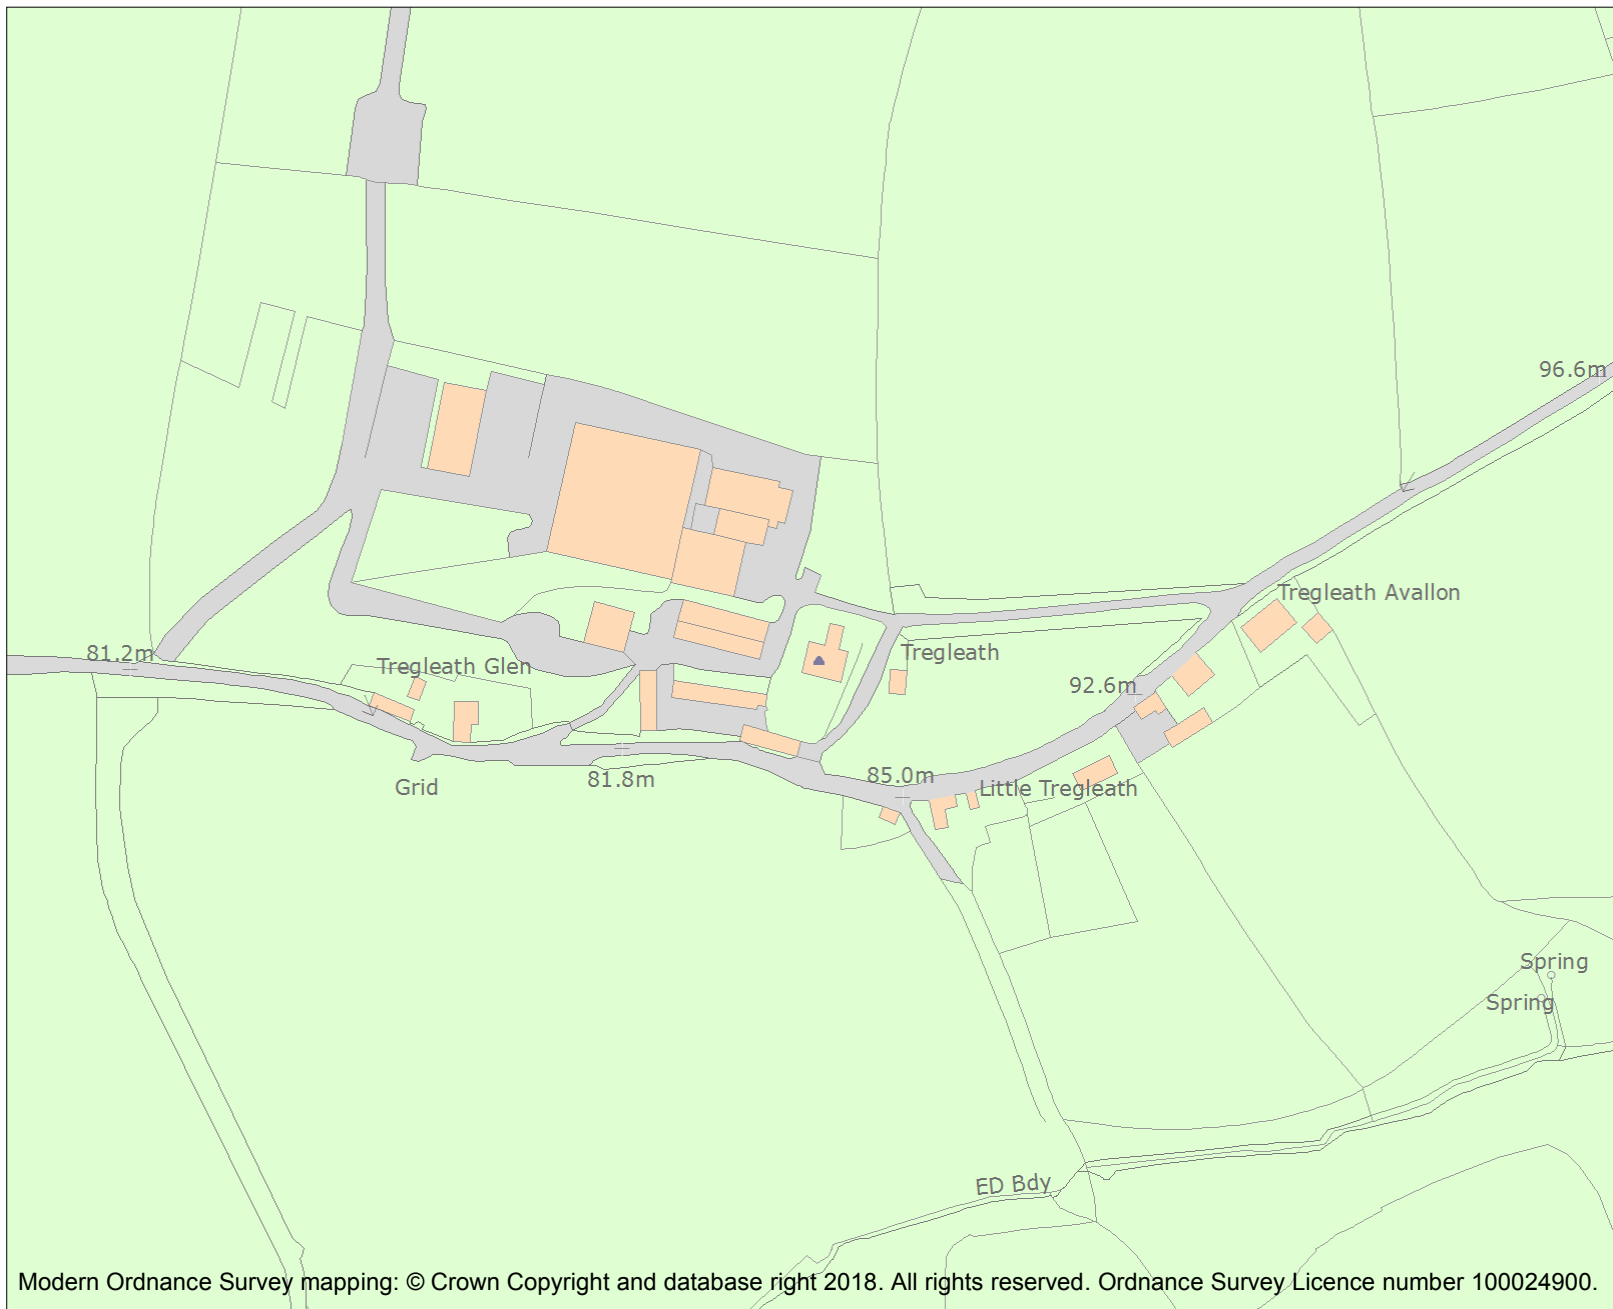 96.6m
Tregleath Avallon
81.2m
Tregleath Glen
Tregleath
92.6m
Grid
81.8m
85.0m
Little Tregleath
Spring
Spring
ED Bdy
Modern Ordnance Survey mapping: © Crown Copyright and database right 2018. All rights reserved. Ordnance Survey Licence number 100024900.